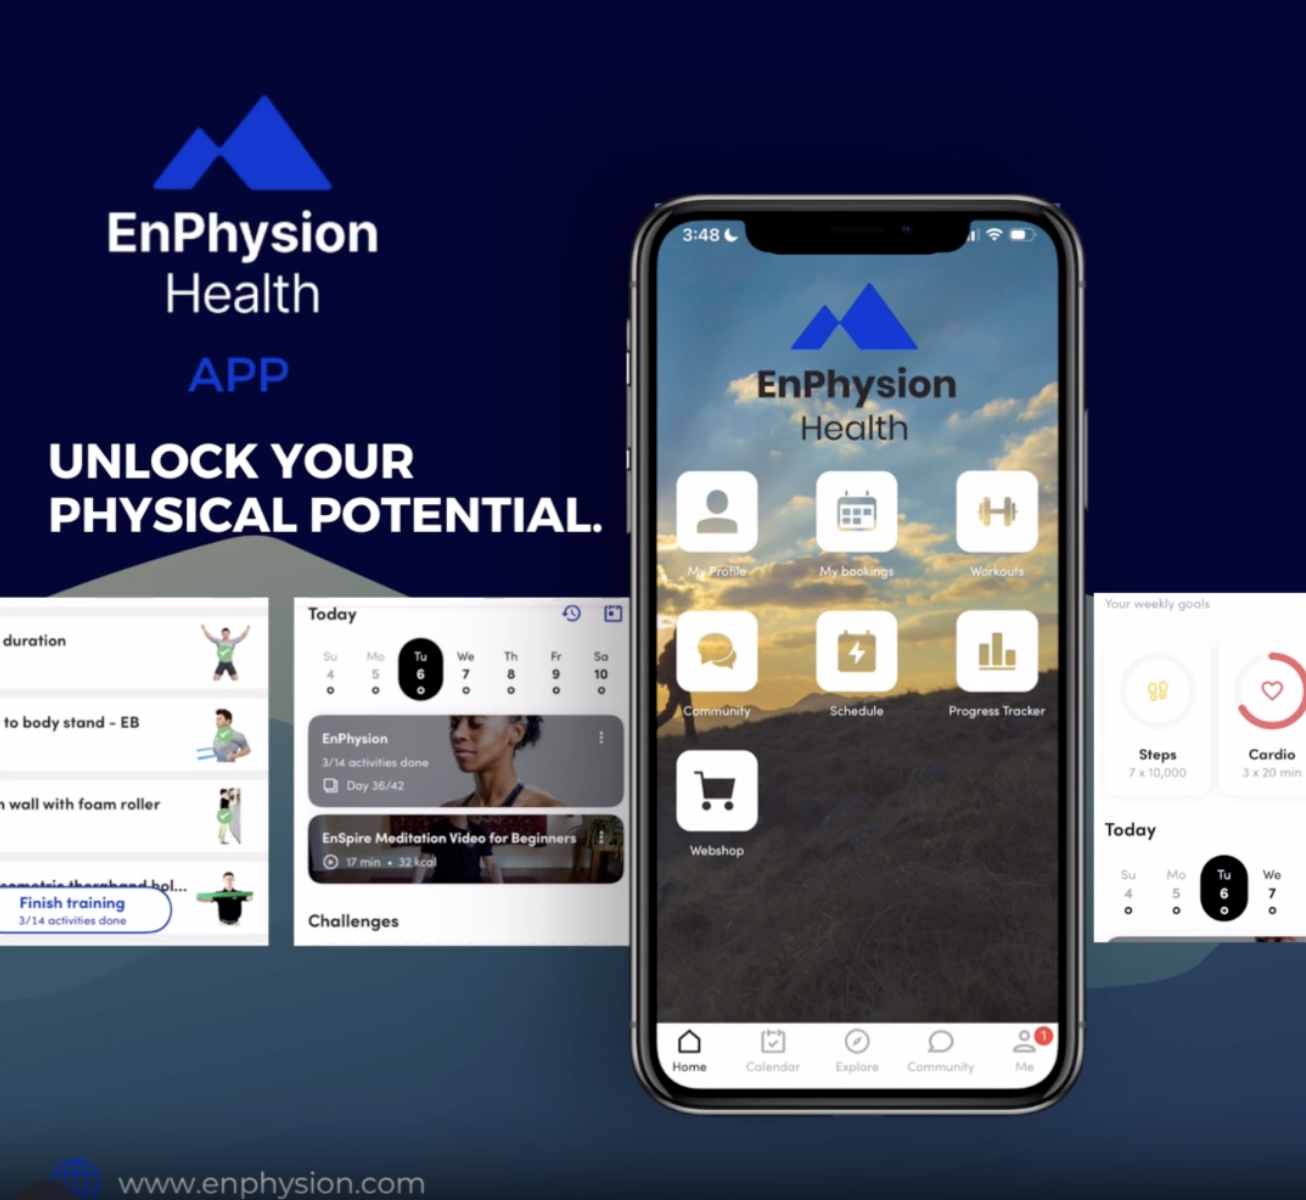 EnPhysion
Health
APP
UNLOCK YOUR
PHYSICAL POTENTIAL.
duration
to body stand - EB
wall with foam roller
Finish training
3/14 activities done
Today
Su Mo Tu We Th Fr Sa
4 5 6 7 8 9 10
EnPhysion
3/14 activities done
Day 36/42
EnSpire Meditation Video for Beginners
17 min • 32 kcal
Challenges
3:48
EnPhysion
Health
My Profile My bookings Workouts
Community Schedule Progress Tracker
Webshop
1
Home Calendar Explore Community Me
Your weekly goals
Steps Cardio
7 x 10,000 3 x 20 min
Today
Su Mo Tu We
4 5 6 7
www.enphysion.com